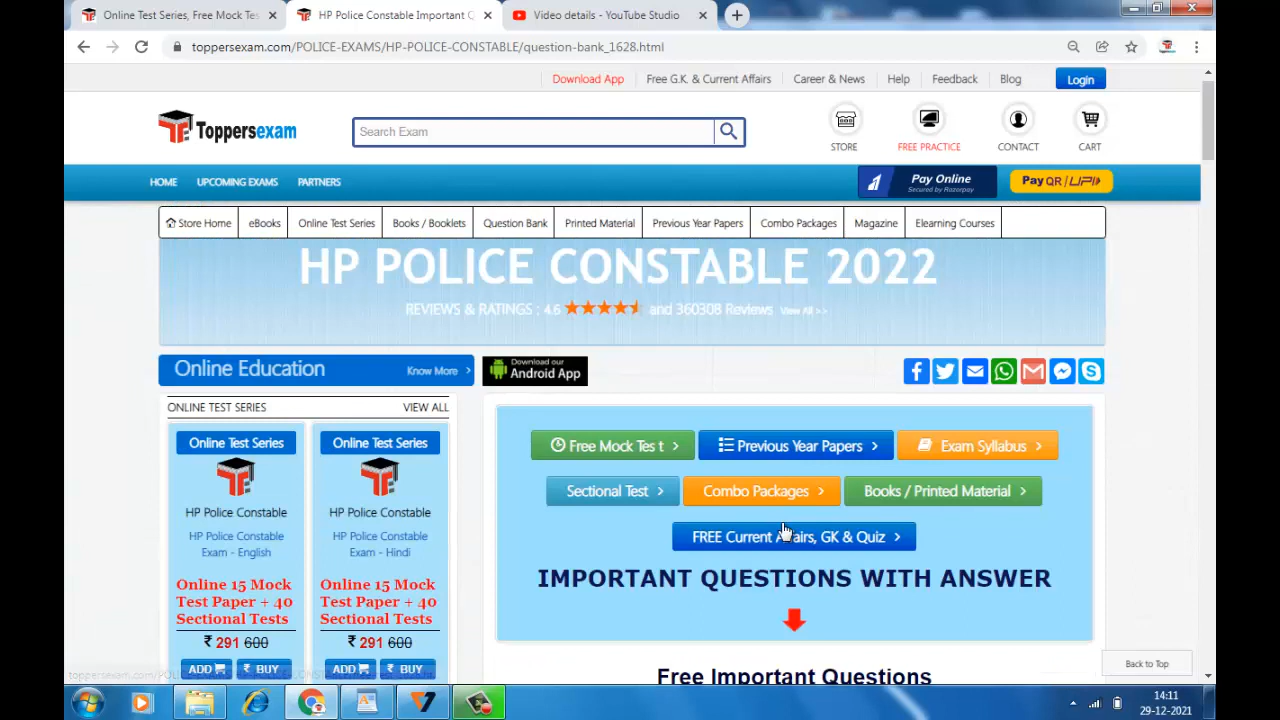 Online Test Series, Free Mock Tes
HP Police Constable Important Q
Video details - YouTube Studio
toppersexam.com/POLICE-EXAMS/HP-POLICE-CONSTABLE/question-bank_1628.html
Download App
Free G.K. & Current Affairs
Career & News
Help
Feedback
Blog
Login
Toppersexam
Search Exam
STORE
FREE PRACTICE
CONTACT
CART
HOME
UPCOMING EXAMS
PARTNERS
Pay Online
Secured by Razorpay
Pay QR / UPI
Store Home
eBooks
Online Test Series
Books / Booklets
Question Bank
Printed Material
Previous Year Papers
Combo Packages
Magazine
Elearning Courses
HP POLICE CONSTABLE 2022
REVIEWS & RATINGS : 4.6 and 360308 Reviews View All >>
Online Education
Know More >
Download our
Android App
ONLINE TEST SERIES
VIEW ALL
Online Test Series
HP Police Constable
HP Police Constable
Exam - English
Online 15 Mock
Test Paper + 40
Sectional Tests
₹ 291 600
ADD
₹ BUY
Online Test Series
HP Police Constable
HP Police Constable
Exam - Hindi
Online 15 Mock
Test Paper + 40
Sectional Tests
₹ 291 600
ADD
₹ BUY
Free Mock Tes t >
Previous Year Papers >
Exam Syllabus >
Sectional Test >
Combo Packages >
Books / Printed Material >
FREE Current Affairs, GK & Quiz >
IMPORTANT QUESTIONS WITH ANSWER
Free Important Questions
Back to Top
14:11
29-12-2021